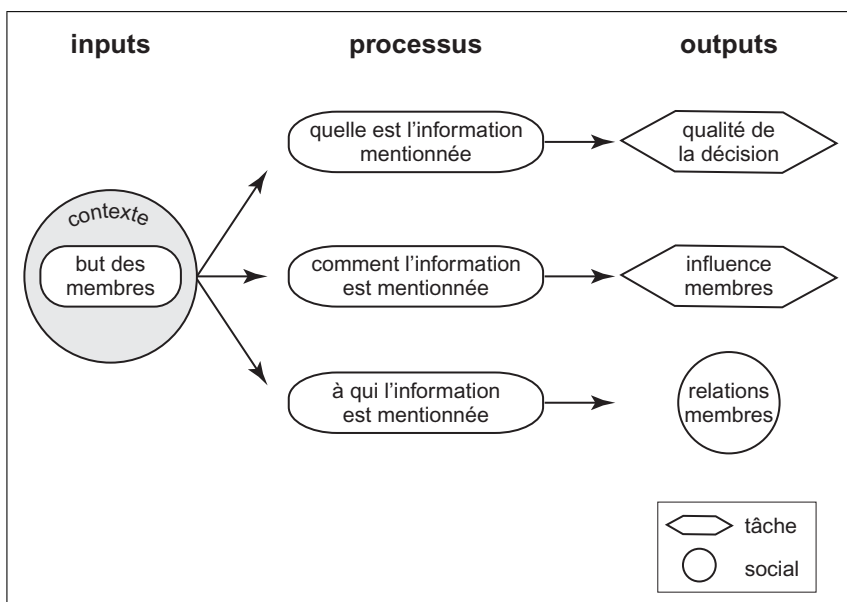 inputs
processus
outputs
quelle est l’information
mentionnée
qualité de
la décision
contexte
but des
membres
comment l’information
est mentionnée
influence
membres
à qui l’information
est mentionnée
relations
membres
tâche
social